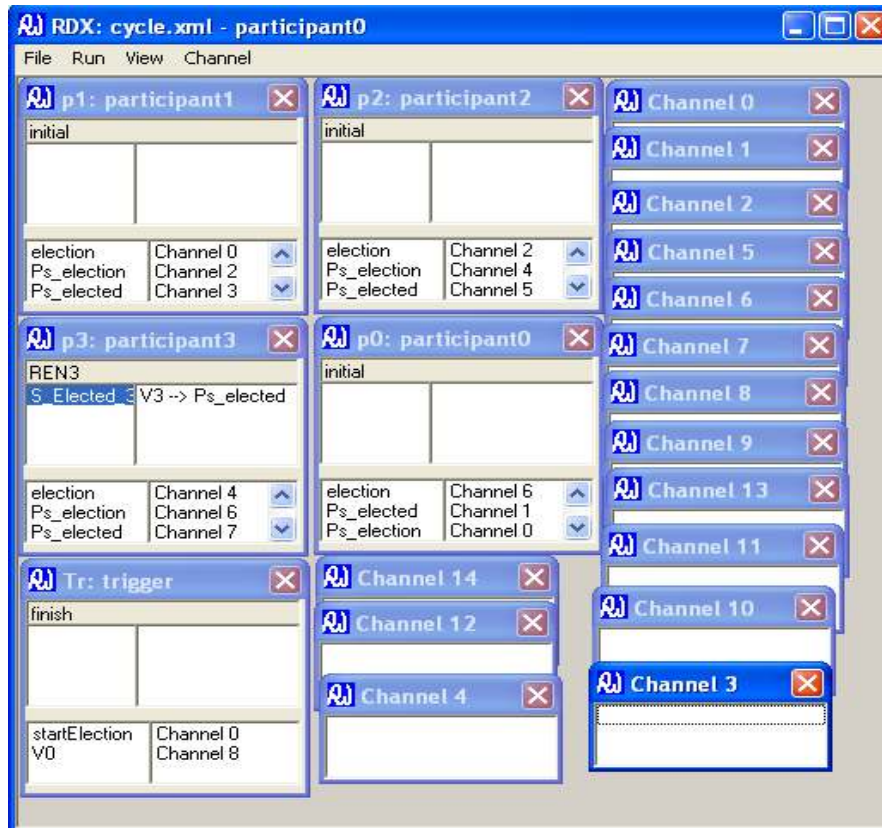 RDX: cycle.xml - participant0
File Run View Channel
p1: participant1
initial
election Channel 0
Ps_election Channel 2
Ps_elected Channel 3
p2: participant2
initial
election Channel 2
Ps_election Channel 4
Ps_elected Channel 5
p3: participant3
REN3
S_Elected_3 V3 --> Ps_elected
election Channel 4
Ps_election Channel 6
Ps_elected Channel 7
p0: participant0
initial
election Channel 6
Ps_elected Channel 1
Ps_election Channel 0
Tr: trigger
finish
startElection Channel 0
V0 Channel 8
Channel 14
Channel 12
Channel 4
Channel 0
Channel 1
Channel 2
Channel 5
Channel 6
Channel 7
Channel 8
Channel 9
Channel 13
Channel 11
Channel 10
Channel 3